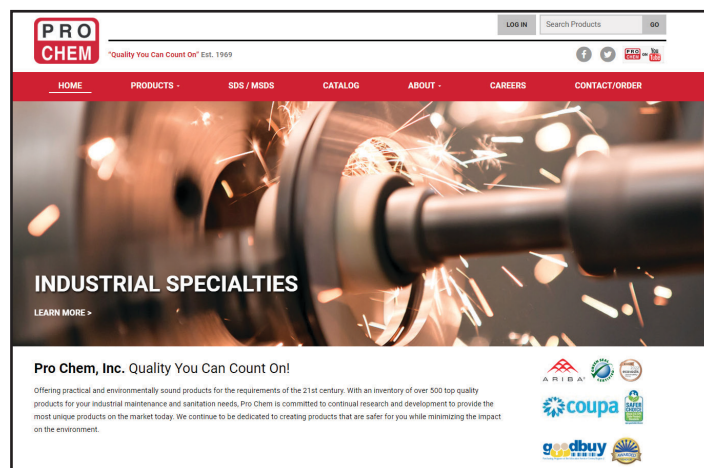 PRO
CHEM
LOG IN
Search Products
GO
"Quality You Can Count On" Est. 1969
PRO
CHEM
on
You
Tube
HOME
PRODUCTS -
SDS / MSDS
CATALOG
ABOUT -
CAREERS
CONTACT/ORDER
INDUSTRIAL SPECIALTIES
LEARN MORE >
Pro Chem, Inc. Quality You Can Count On!
Offering practical and environmentally sound products for the requirements of the 21st century. With an inventory of over 500 top quality
products for your industrial maintenance and sanitation needs, Pro Chem is committed to continual research and development to provide the
most unique products on the market today. We continue to be dedicated to creating products that are safer for you while minimizing the impact
on the environment.
ARIBA
coupa
SAFER
CHOICE
goodbuy